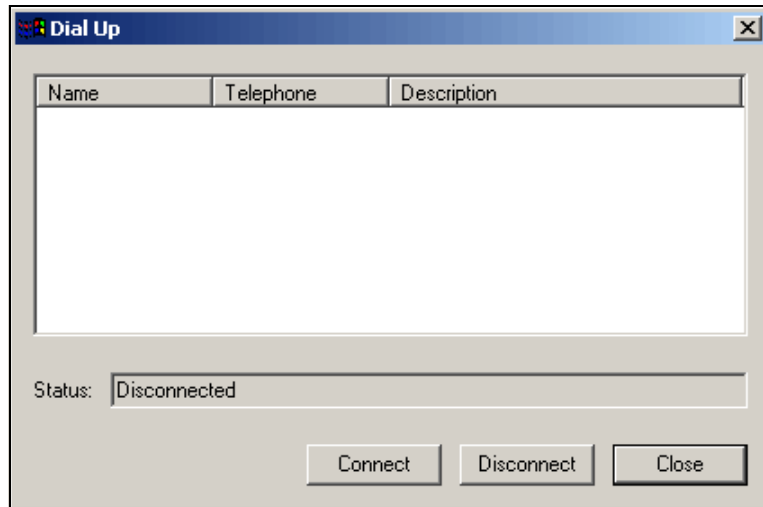 Dial Up
Name Telephone Description
Status: Disconnected
Connect Disconnect Close